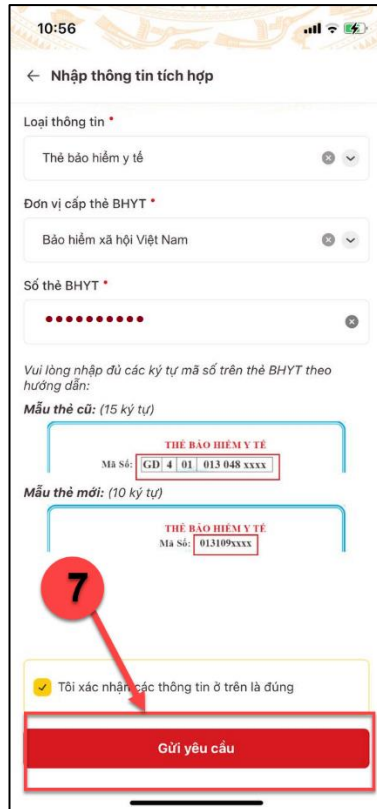 10:56
← Nhập thông tin tích hợp
Loại thông tin *
Thẻ bảo hiểm y tế
Đơn vị cấp thẻ BHYT *
Bảo hiểm xã hội Việt Nam
Số thẻ BHYT *
••••••••••
Vui lòng nhập đủ các ký tự mã số trên thẻ BHYT theo
hướng dẫn:
Mẫu thẻ cũ: (15 ký tự)
THẺ BẢO HIỂM Y TẾ
Mã Số: GD 4 01 013 048 xxxx
Mẫu thẻ mới: (10 ký tự)
THẺ BẢO HIỂM Y TẾ
Mã Số: 013109xxxx
7
Tôi xác nhận các thông tin ở trên là đúng
Gửi yêu cầu